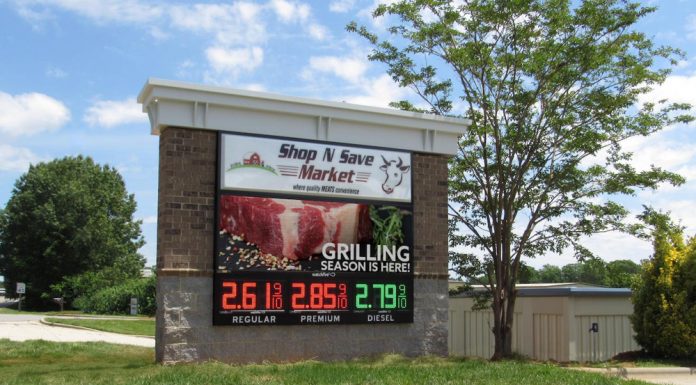 Shop N Save
Market
where quality MEATS convenience
GRILLING
SEASON IS HERE!
2.61 9/10 2.85 9/10 2.79 9/10
REGULAR PREMIUM DIESEL